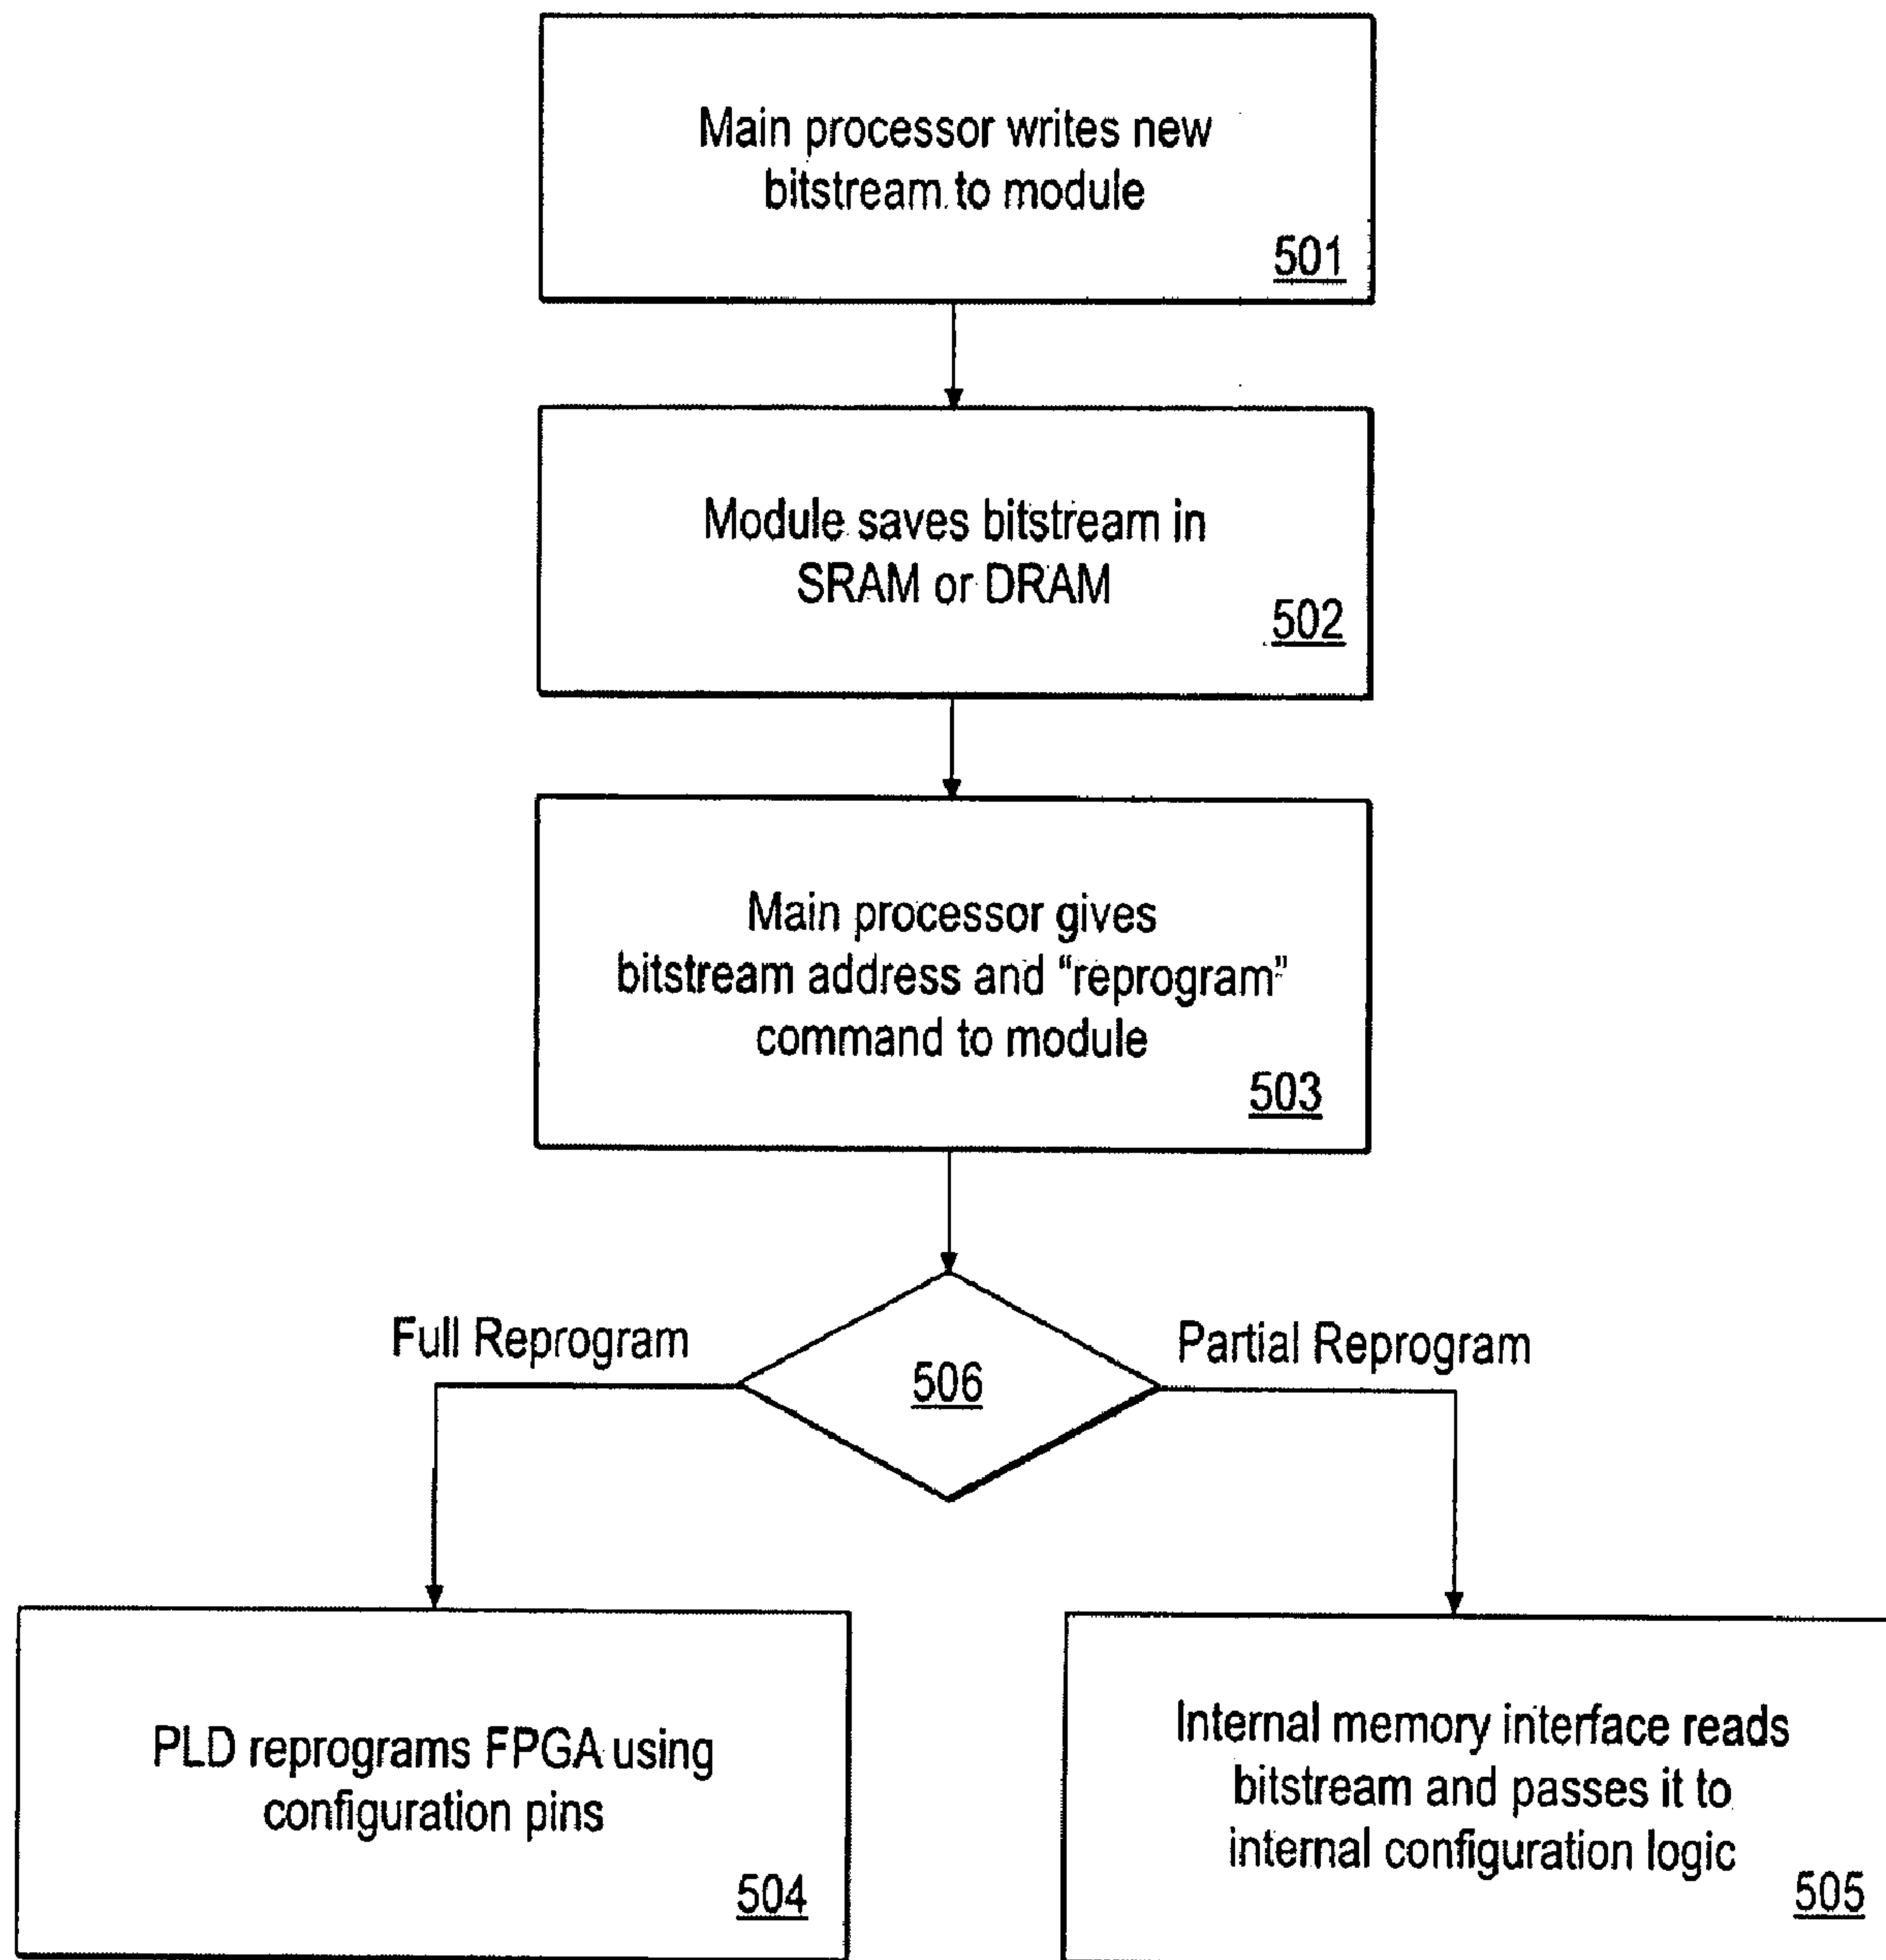 Main processor writes new
bitstream to module
501
Module saves bitstream in
SRAM or DRAM
502
Main processor gives
bitstream address and “reprogram”
command to module
503
Full Reprogram
506
Partial Reprogram
PLD reprograms FPGA using
configuration pins
504
Internal memory interface reads
bitstream and passes it to
internal configuration logic
505